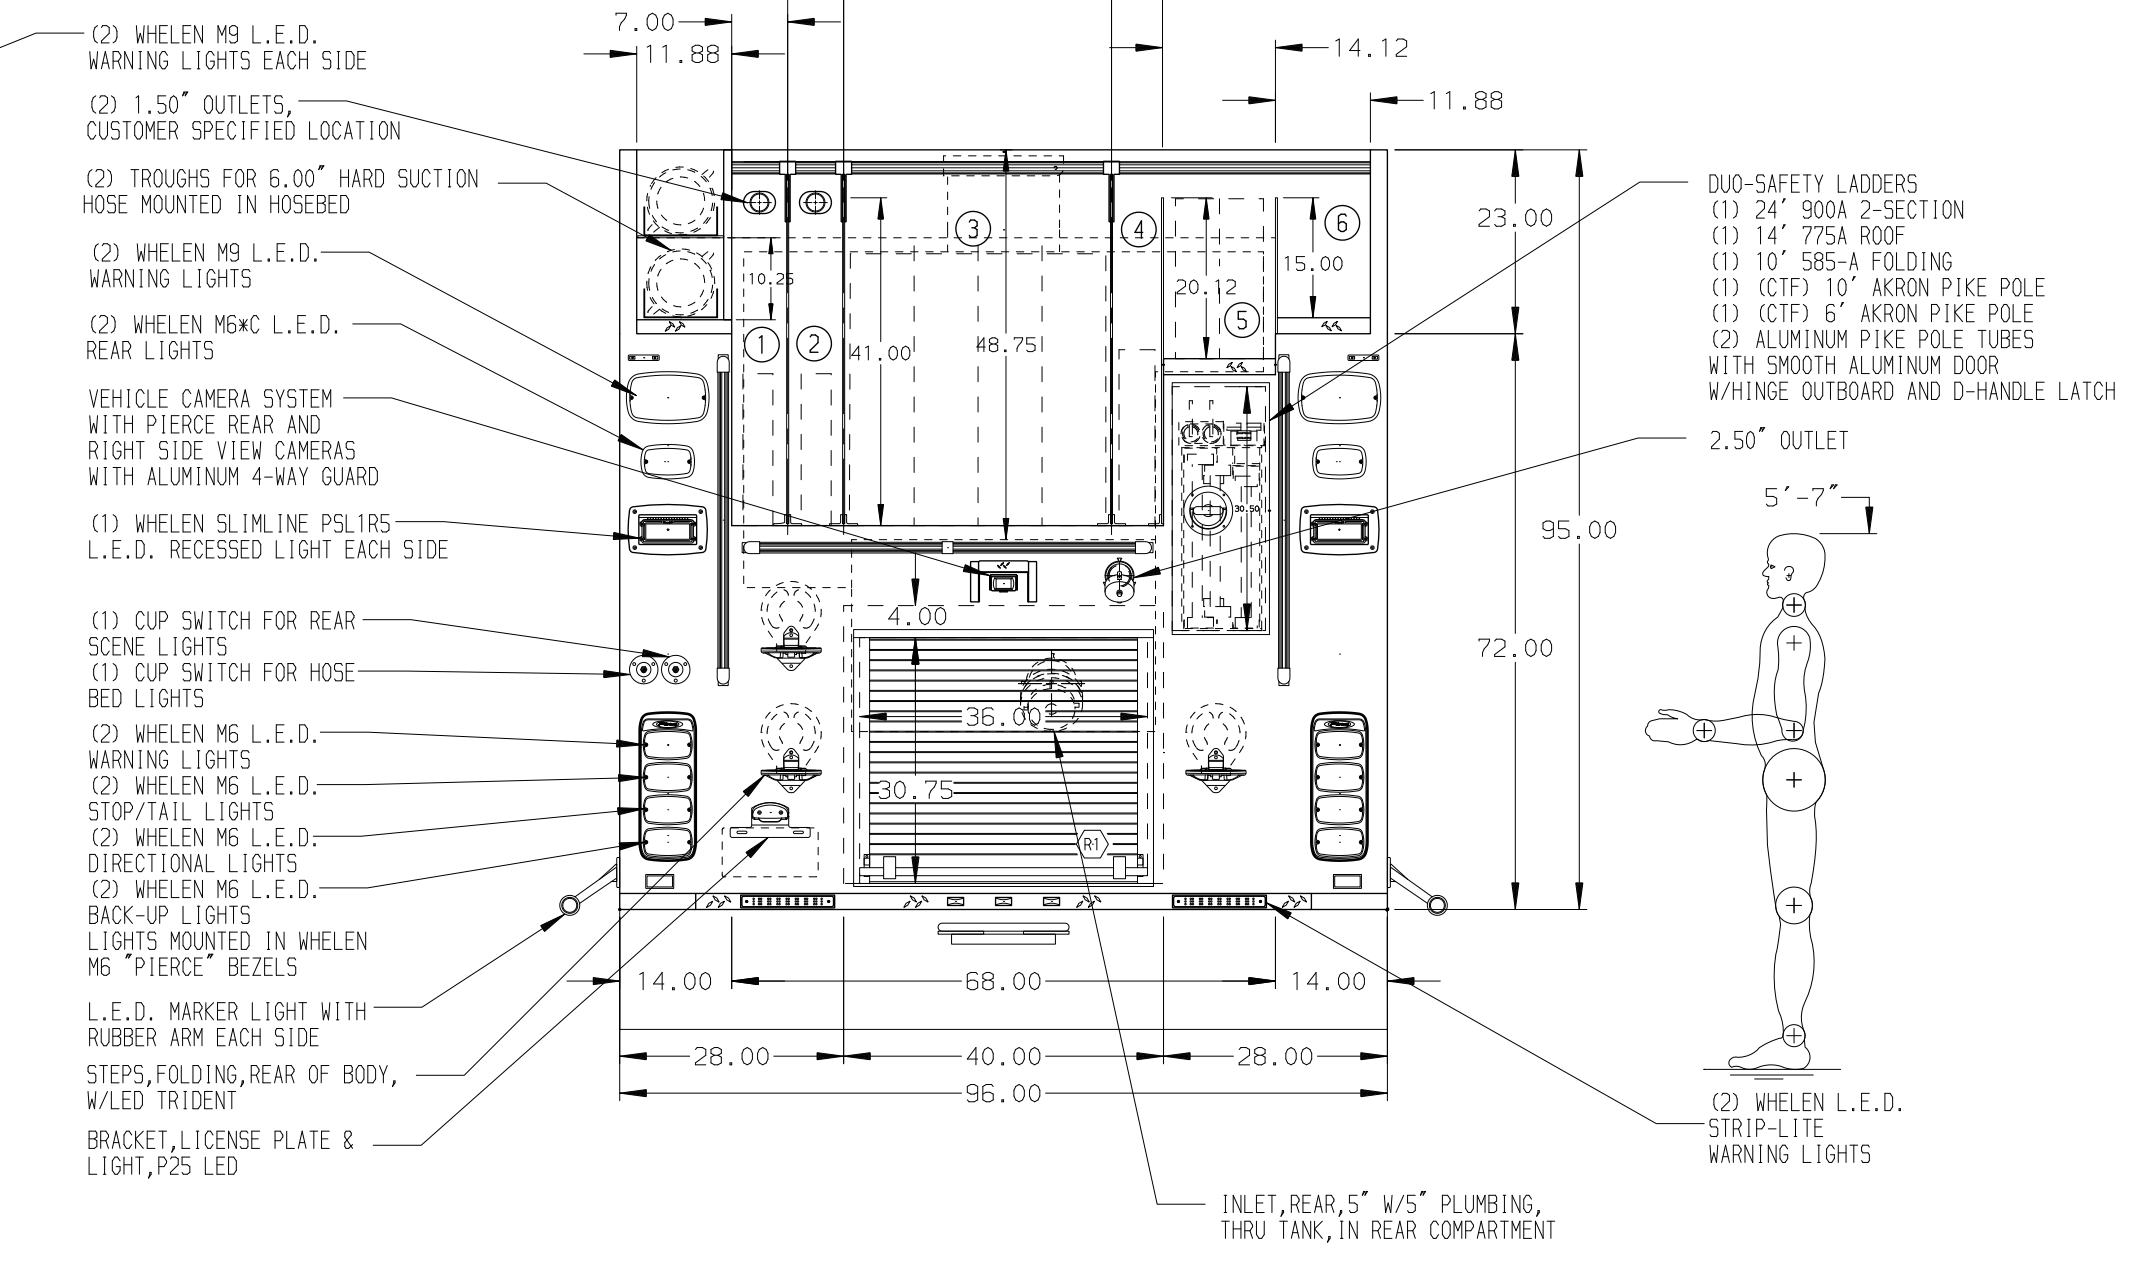 (2) WHELEN M9 L.E.D.
WARNING LIGHTS EACH SIDE
(2) 1.50" OUTLETS,
CUSTOMER SPECIFIED LOCATION
(2) TROUGHS FOR 6.00" HARD SUCTION
HOSE MOUNTED IN HOSEBED
(2) WHELEN M9 L.E.D.
WARNING LIGHTS
(2) WHELEN M6*C L.E.D.
REAR LIGHTS
VEHICLE CAMERA SYSTEM
WITH PIERCE REAR AND
RIGHT SIDE VIEW CAMERAS
WITH ALUMINUM 4-WAY GUARD
(1) WHELEN SLIMLINE PSL1R5
L.E.D. RECESSED LIGHT EACH SIDE
(1) CUP SWITCH FOR REAR
SCENE LIGHTS
(1) CUP SWITCH FOR HOSE
BED LIGHTS
(2) WHELEN M6 L.E.D.
WARNING LIGHTS
(2) WHELEN M6 L.E.D.
STOP/TAIL LIGHTS
(2) WHELEN M6 L.E.D.
DIRECTIONAL LIGHTS
(2) WHELEN M6 L.E.D.
BACK-UP LIGHTS
LIGHTS MOUNTED IN WHELEN
M6 "PIERCE" BEZELS
L.E.D. MARKER LIGHT WITH
RUBBER ARM EACH SIDE
STEPS,FOLDING,REAR OF BODY,
W/LED TRIDENT
BRACKET,LICENSE PLATE &
LIGHT,P25 LED
7.00
11.88
14.12
11.88
3
4
6
23.00
15.00
10.25
20.12
5
1
2
41.00
48.75
30.50
3
95.00
4.00
72.00
36.00
30.75
R1
14.00
68.00
14.00
28.00
40.00
28.00
96.00
DUO-SAFETY LADDERS
(1) 24' 900A 2-SECTION
(1) 14' 775A ROOF
(1) 10' 585-A FOLDING
(1) (CTF) 10' AKRON PIKE POLE
(1) (CTF) 6' AKRON PIKE POLE
(2) ALUMINUM PIKE POLE TUBES
WITH SMOOTH ALUMINUM DOOR
W/HINGE OUTBOARD AND D-HANDLE LATCH
2.50" OUTLET
5'-7"
(2) WHELEN L.E.D.
STRIP-LITE
WARNING LIGHTS
INLET,REAR,5" W/5" PLUMBING,
THRU TANK,IN REAR COMPARTMENT